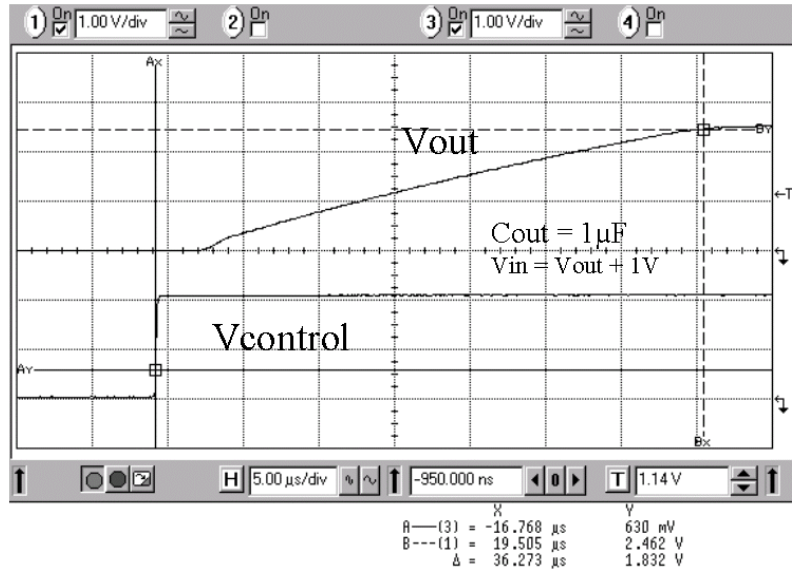 1 On 1.00 V/div 2 On 3 On 1.00 V/div 4 On
Ax
Vout
By
T
Cout = 1µF
Vin = Vout + 1V
Vcontrol
Ay
Bx
H 5.00 µs/div -950.000 ns 0 T 1.14 V
X Y
A——(3) = -16.768 µs 630 mV
B---(1) = 19.505 µs 2.462 V
Δ = 36.273 µs 1.832 V